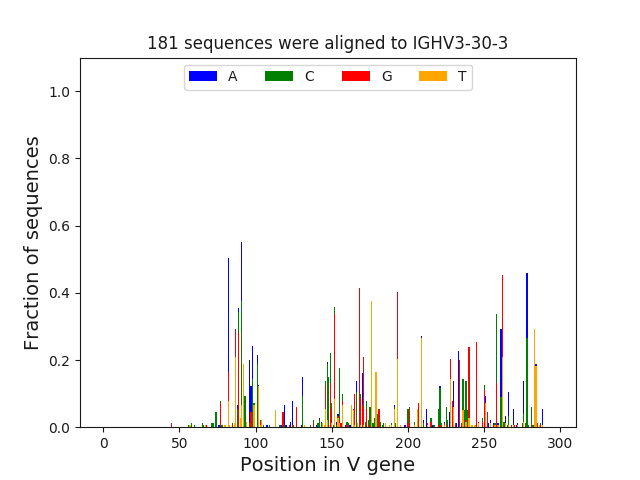 181 sequences were aligned to IGHV3-30-3
A C G T
1.0
0.8
0.6
0.4
0.2
0.0
Fraction of sequences
0 50 100 150 200 250 300
Position in V gene